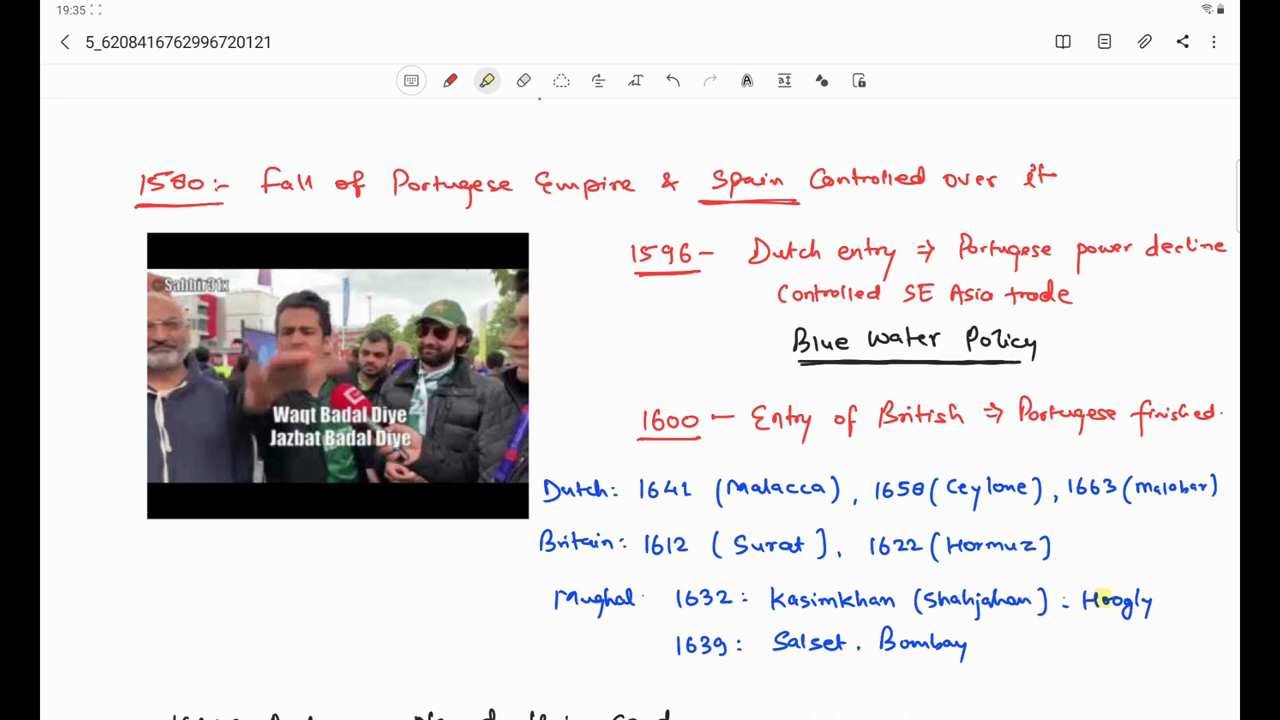 19:35
5_6208416762996720121
1580:- Fall of Portugese Empire & Spain Controlled over it
1596- Dutch entry ⇒ Portugese power decline
Controlled SE Asia trade
Blue Water Policy
1600 - Entry of British ⇒ Portugese finished.
@Sabbir31x
Waqt Badal Diye
Jazbat Badal Diye
Dutch: 1641 (Malacca), 1658 (Ceylone), 1663 (Malabar)
Britain: 1612 (Surat), 1622 (Hormuz)
Mughal 1632: Kasimkhan (Shahjahan): Hoogly
1639: Salset. Bombay